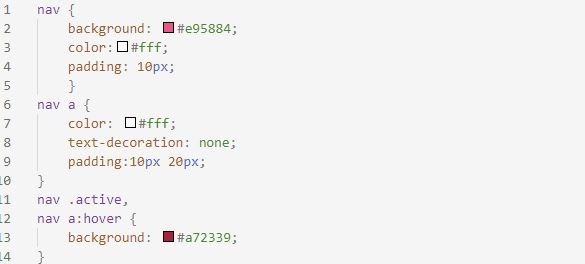 1 nav {
2     background: #e95884;
3     color: #fff;
4     padding: 10px;
5     }
6 nav a {
7     color: #fff;
8     text-decoration: none;
9     padding:10px 20px;
10 }
11 nav .active,
12 nav a:hover {
13     background: #a72339;
14 }